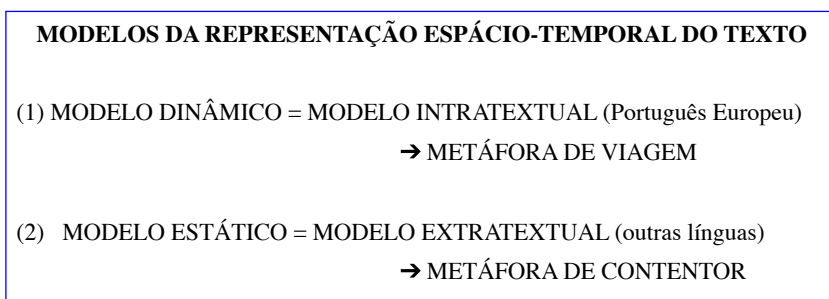 MODELOS DA REPRESENTAÇÃO ESPÁCIO-TEMPORAL DO TEXTO
(1) MODELO DINÂMICO = MODELO INTRATEXTUAL (Português Europeu)
➔ METÁFORA DE VIAGEM
(2) MODELO ESTÁTICO = MODELO EXTRATEXTUAL (outras línguas)
➔ METÁFORA DE CONTENTOR